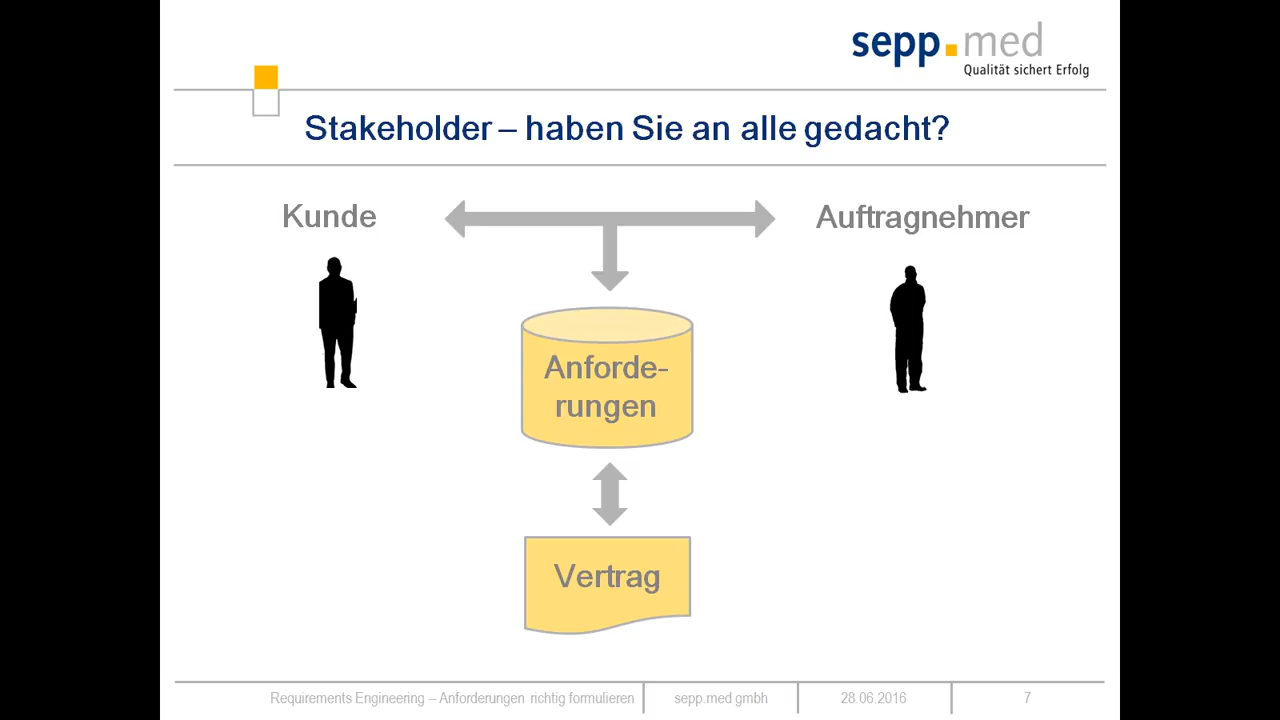 sepp.med
Qualität sichert Erfolg
Stakeholder – haben Sie an alle gedacht?
Kunde
Auftragnehmer
Anforde-
rungen
Vertrag
Requirements Engineering – Anforderungen richtig formulieren
sepp.med gmbh
28.06.2016
7